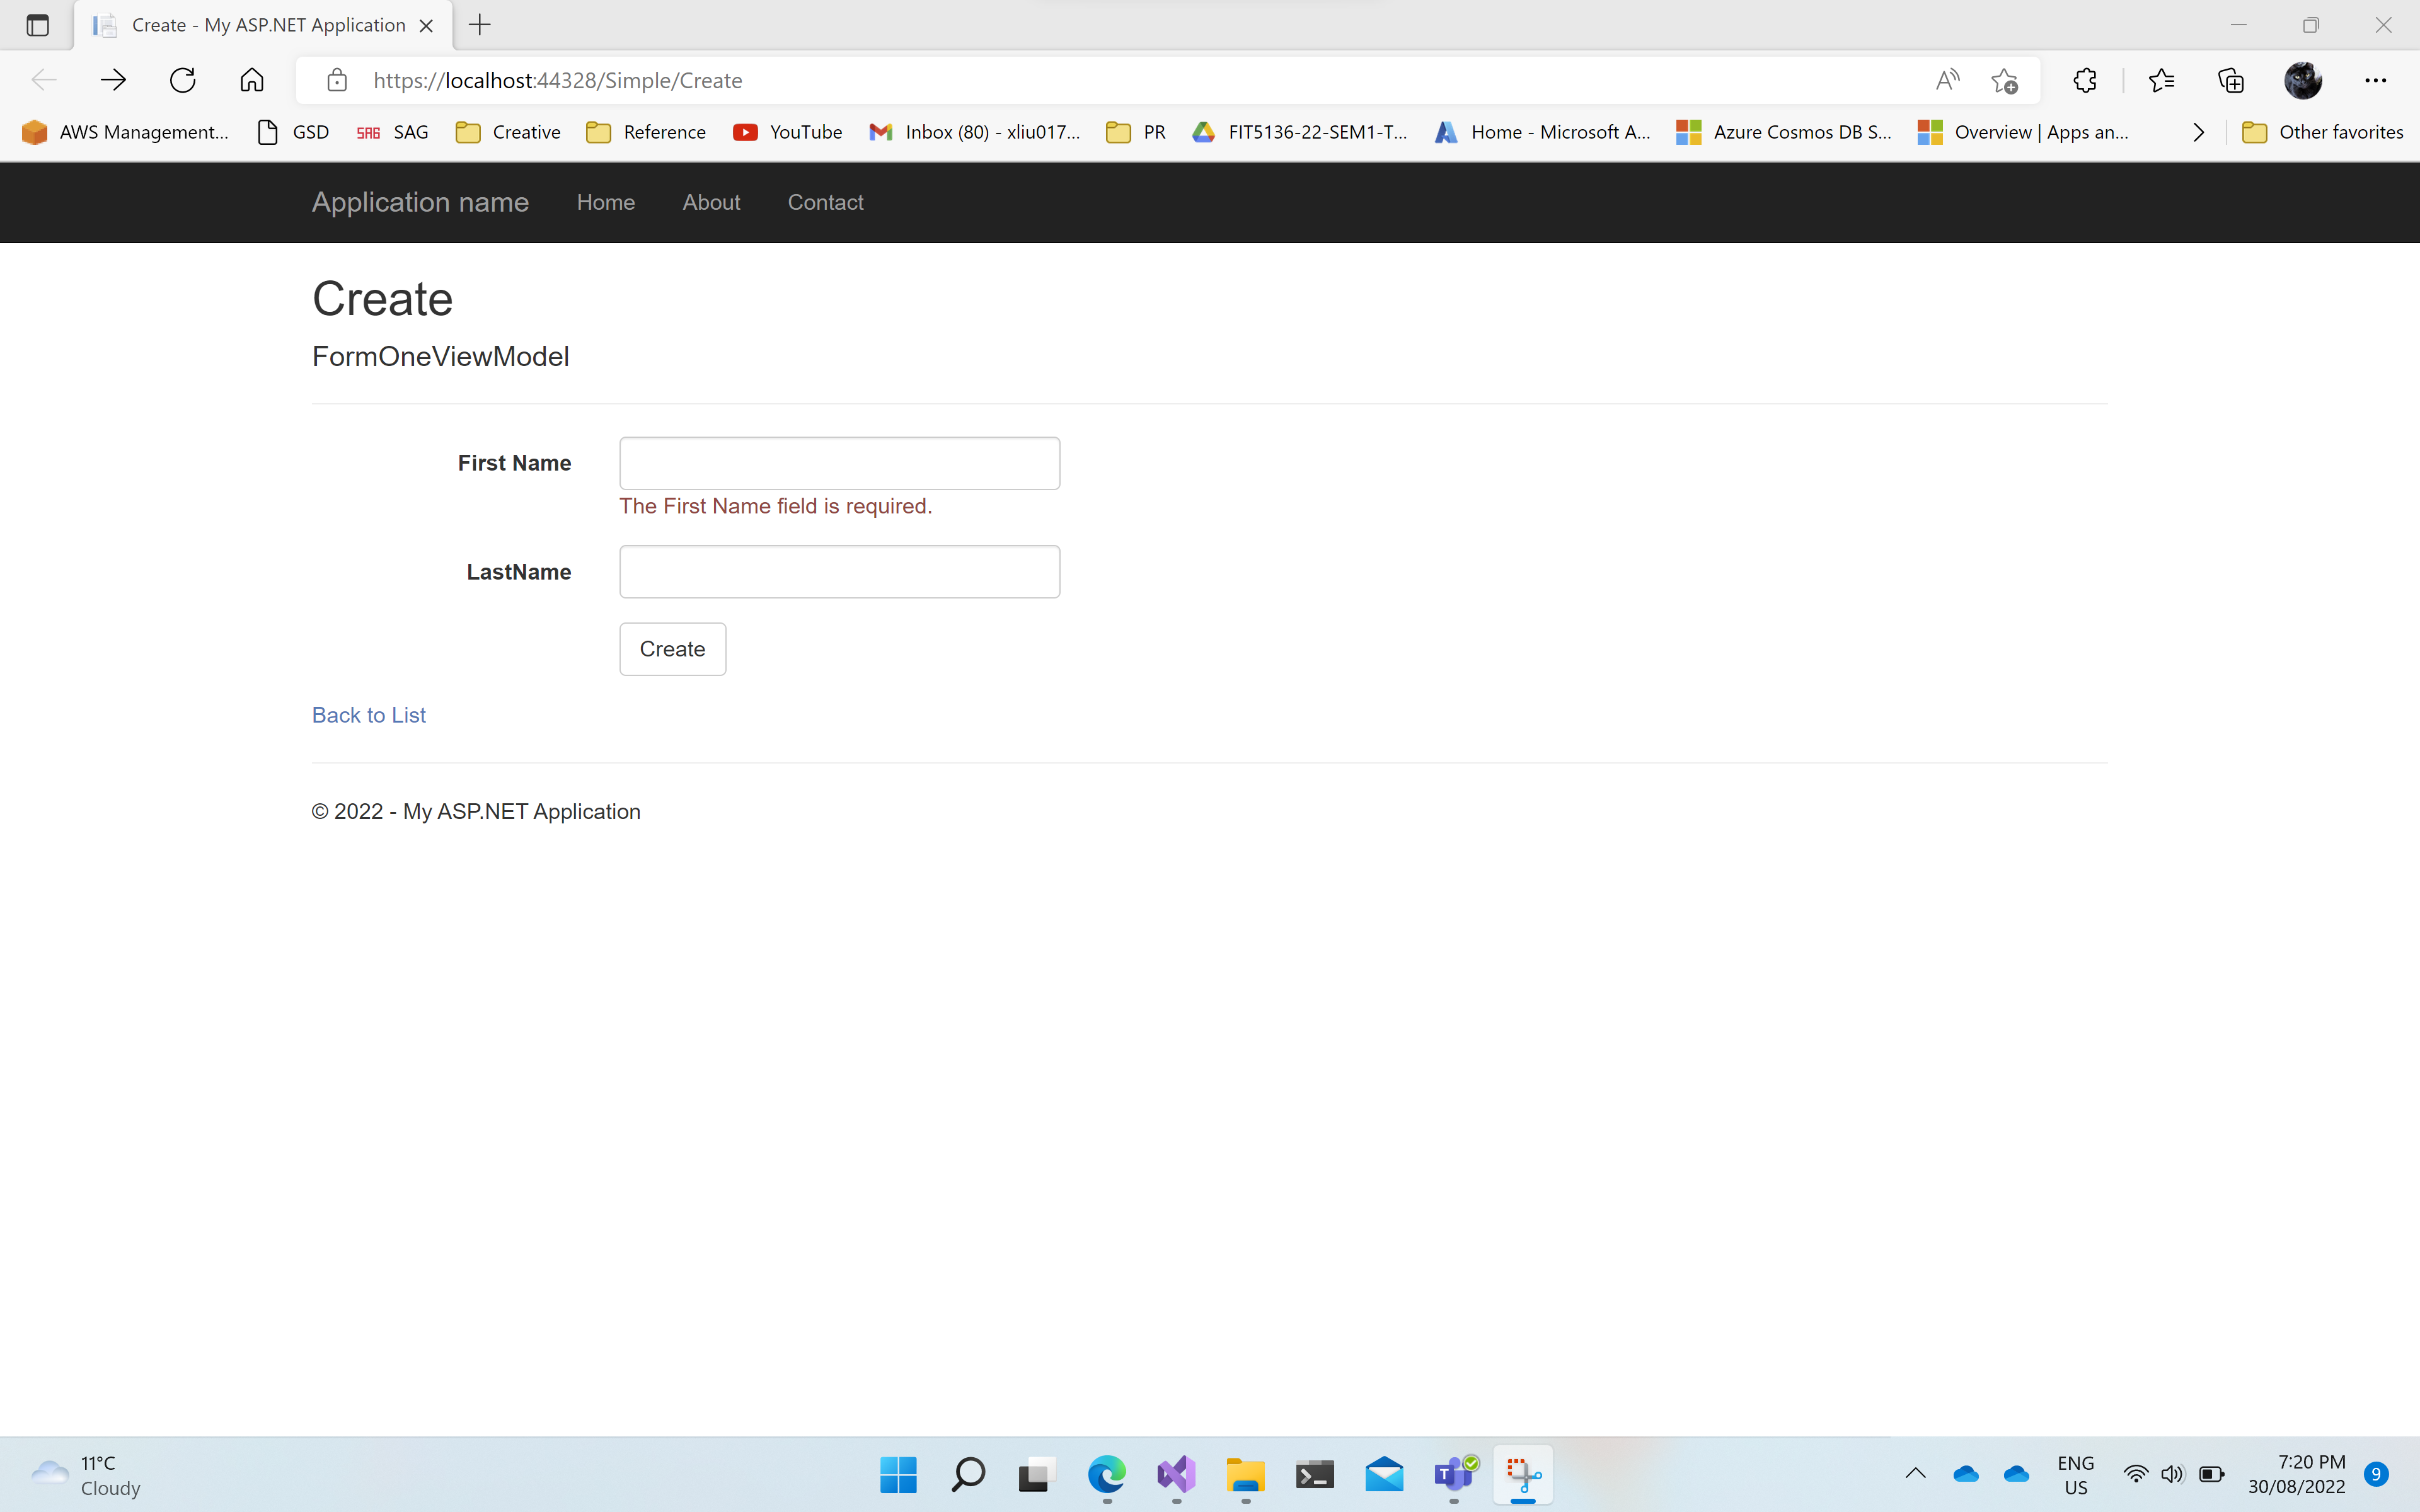 Create - My ASP.NET Application
https://localhost:44328/Simple/Create
AWS Management... GSD SAG SAG Creative Reference YouTube Inbox (80) - xliu017... PR FIT5136-22-SEM1-T... Home - Microsoft A... Azure Cosmos DB S... Overview | Apps an... Other favorites
Application name Home About Contact
Create
FormOneViewModel
First Name
The First Name field is required.
LastName
Create
Back to List
© 2022 - My ASP.NET Application
11°C
Cloudy
ENG
US
7:20 PM
30/08/2022
9